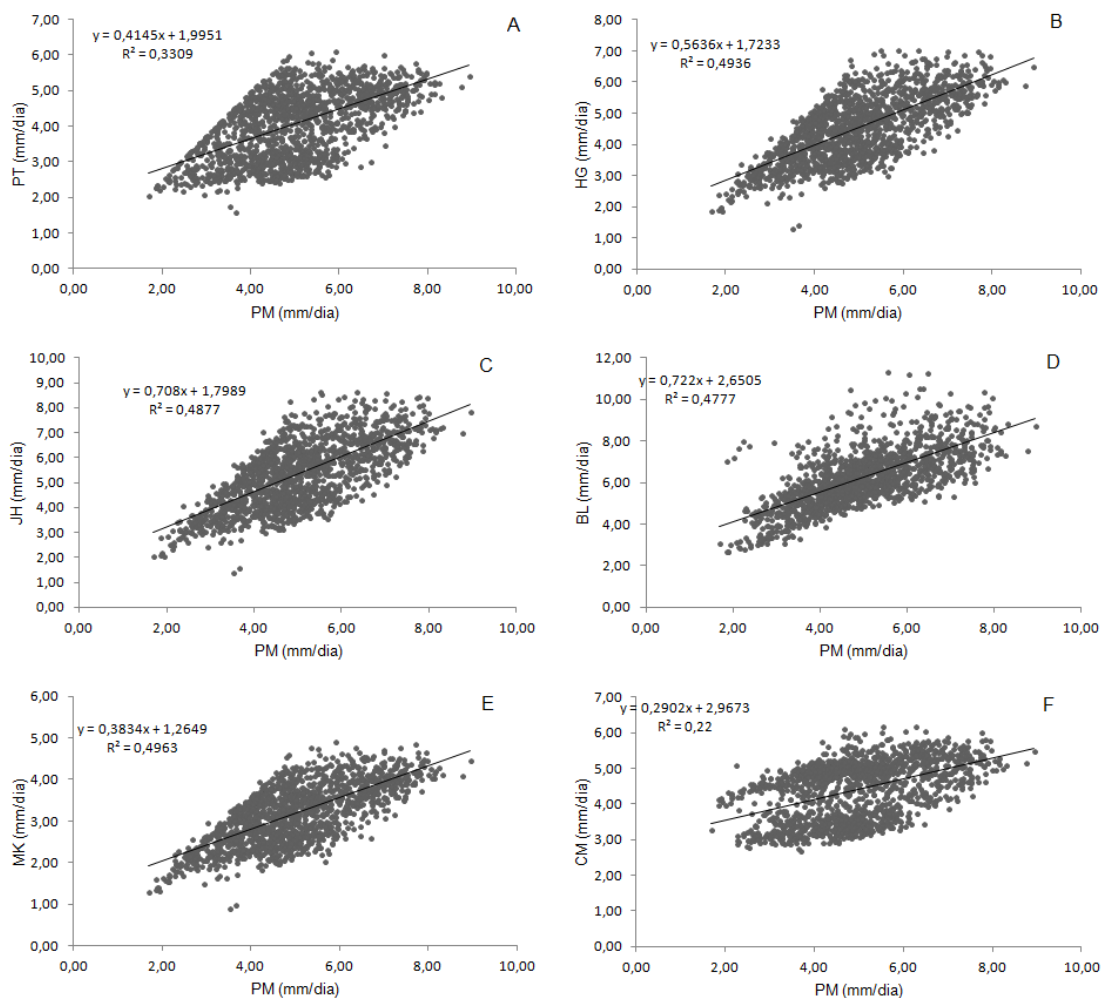 A
y = 0,4145x + 1,9951
R² = 0,3309
7,00
6,00
5,00
4,00
3,00
2,00
1,00
0,00
PT (mm/dia)
0,00 2,00 4,00 6,00 8,00 10,00
PM (mm/dia)
B
y = 0,5636x + 1,7233
R² = 0,4936
8,00
7,00
6,00
5,00
4,00
3,00
2,00
1,00
0,00
HG (mm/dia)
0,00 2,00 4,00 6,00 8,00 10,00
PM (mm/dia)
C
y = 0,708x + 1,7989
R² = 0,4877
10,00
9,00
8,00
7,00
6,00
5,00
4,00
3,00
2,00
1,00
0,00
JH (mm/dia)
0,00 2,00 4,00 6,00 8,00 10,00
PM (mm/dia)
D
y = 0,722x + 2,6505
R² = 0,4777
12,00
10,00
8,00
6,00
4,00
2,00
0,00
BL (mm/dia)
0,00 2,00 4,00 6,00 8,00 10,00
PM (mm/dia)
E
y = 0,3834x + 1,2649
R² = 0,4963
6,00
5,00
4,00
3,00
2,00
1,00
0,00
MK (mm/dia)
0,00 2,00 4,00 6,00 8,00 10,00
PM (mm/dia)
F
y = 0,2902x + 2,9673
R² = 0,22
7,00
6,00
5,00
4,00
3,00
2,00
1,00
0,00
CM (mm/dia)
0,00 2,00 4,00 6,00 8,00 10,00
PM (mm/dia)